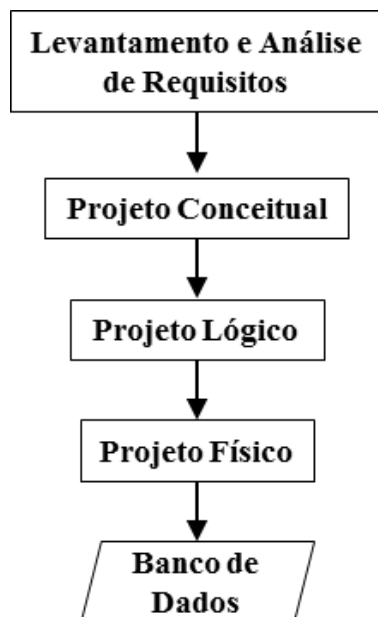 Levantamento e Análise
de Requisitos
Projeto Conceitual
Projeto Lógico
Projeto Físico
Banco de
Dados